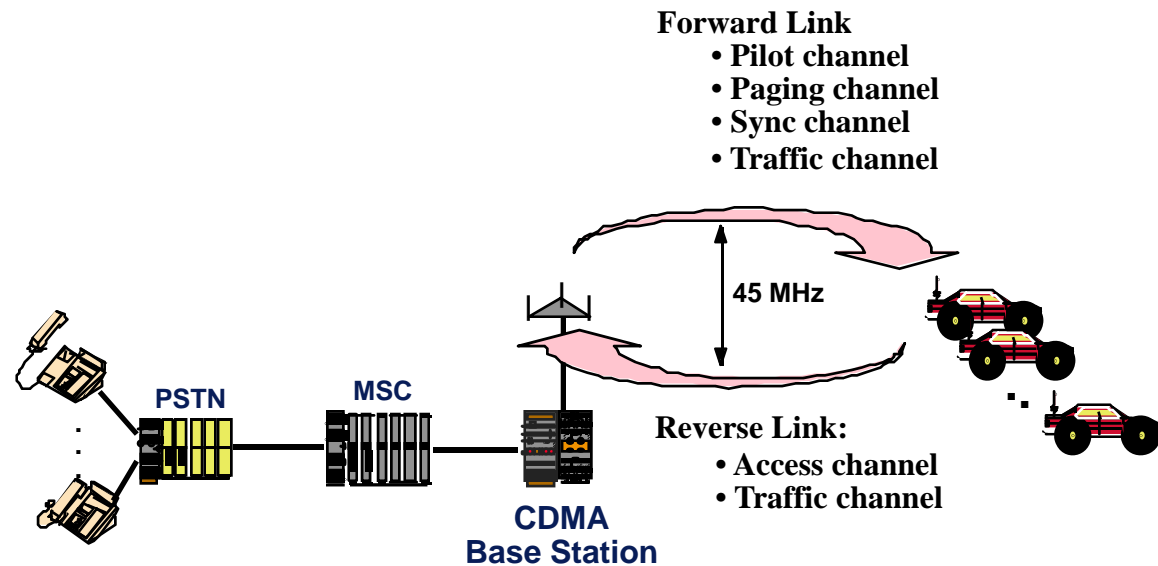 Forward Link
• Pilot channel
• Paging channel
• Sync channel
• Traffic channel
45 MHz
PSTN
MSC
Reverse Link:
• Access channel
• Traffic channel
CDMA
Base Station